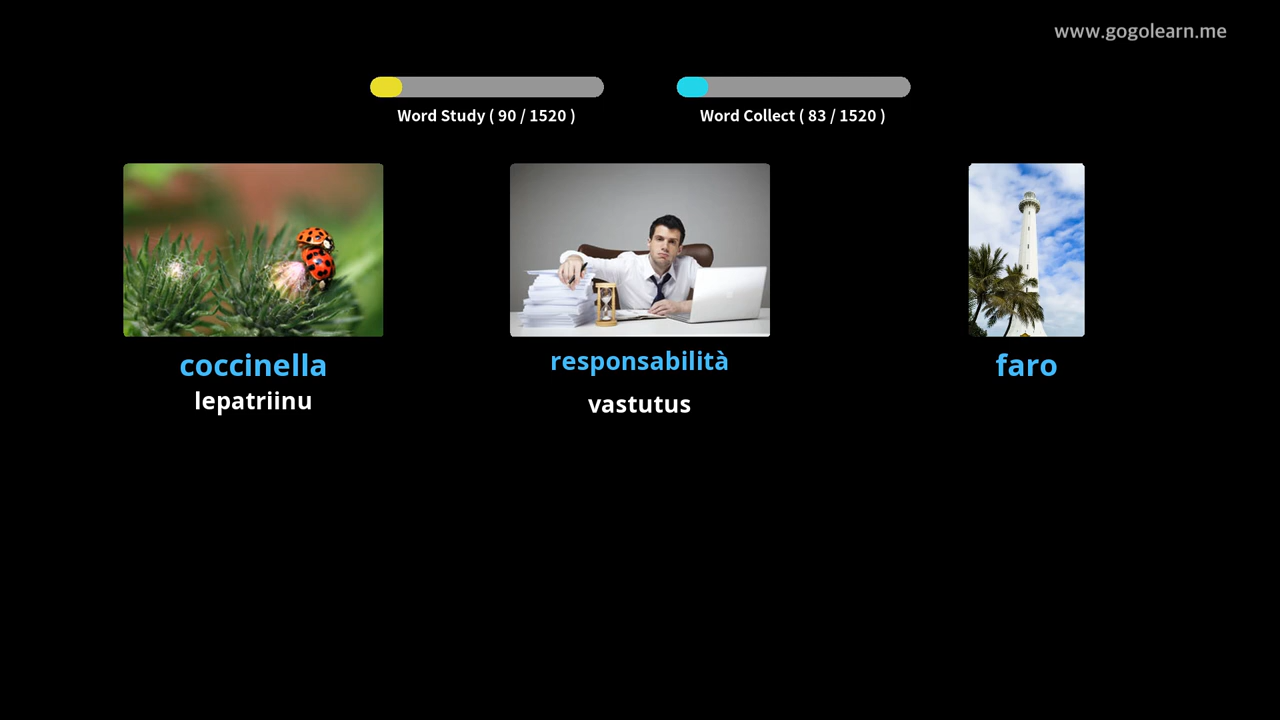 www.gogolearn.me
Word Study ( 90 / 1520 )
Word Collect ( 83 / 1520 )
coccinella
lepatriinu
responsabilità
vastutus
faro